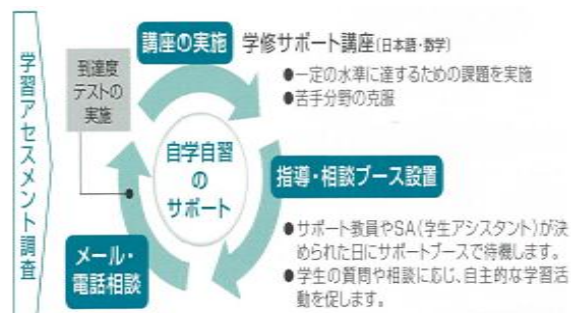 学習アセスメント調査
到達度
テストの
実施
講座の実施 学修サポート講座(日本語・数学)
●一定の水準に達するための課題を実施
●苦手分野の克服
自学自習
の
サポート
指導・相談ブース設置
●サポート教員やSA(学生アシスタント)が決
められた日にサポートブースで待機します。
●学生の質問や相談に応じ、自主的な学習活
動を促します。
メール・
電話相談